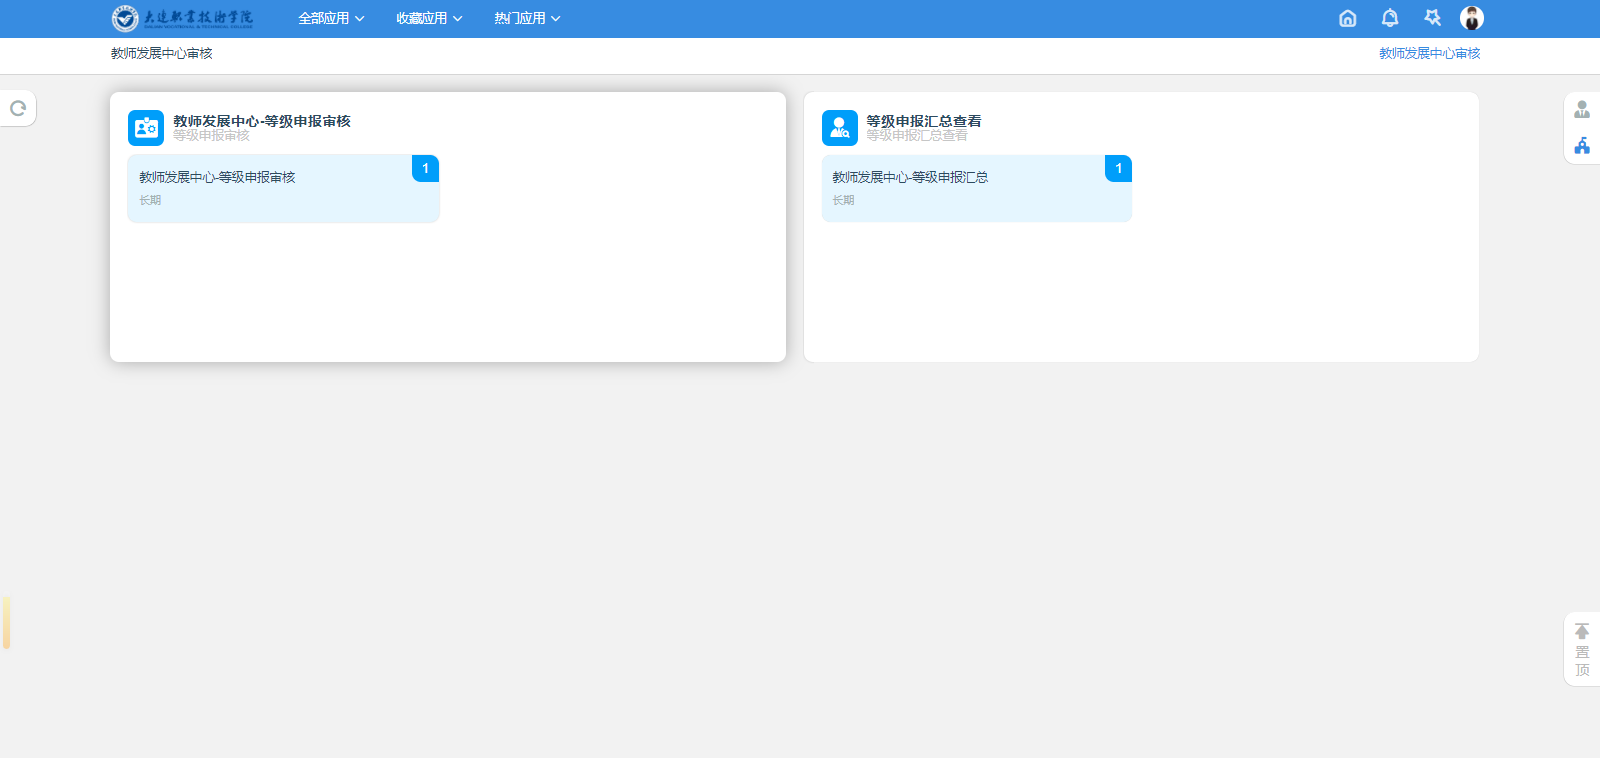 大连职业技术学院
DALIAN VOCATIONAL & TECHNICAL COLLEGE
全部应用
收藏应用
热门应用
教师发展中心审核
教师发展中心审核
教师发展中心-等级申报审核
等级申报审核
1
教师发展中心-等级申报审核
长期
等级申报汇总查看
等级申报汇总查看
1
教师发展中心-等级申报汇总
长期
置
顶